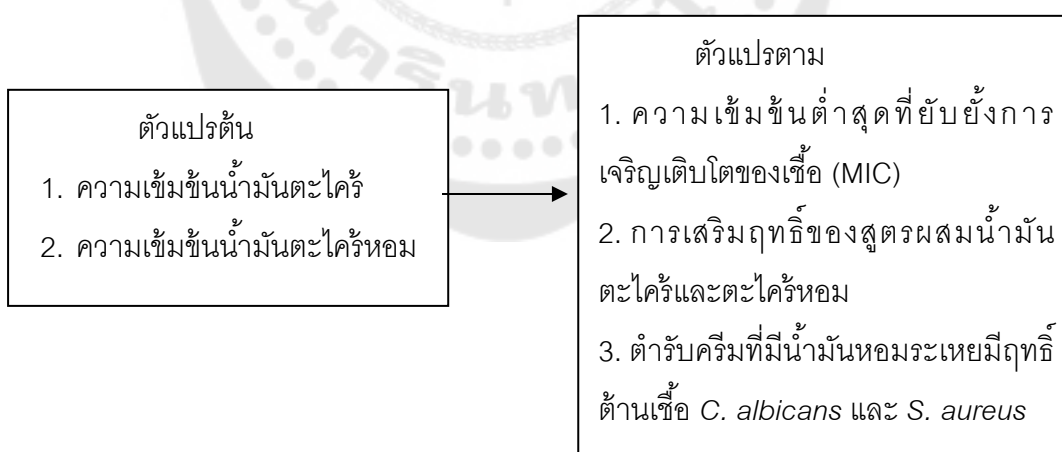 ตัวแปรต้น
1. ความเข้มข้นน้ำมันตะไคร้
2. ความเข้มข้นน้ำมันตะไคร้หอม
ตัวแปรตาม
1. ความเข้มข้นต่ำสุดที่ยับยั้งการ
เจริญเติบโตของเชื้อ (MIC)
2. การเสริมฤทธิ์ของสูตรผสมน้ำมัน
ตะไคร้และตะไคร้หอม
3. ตำรับครีมที่มีน้ำมันหอมระเหยมีฤทธิ์
ต้านเชื้อ C. albicans และ S. aureus